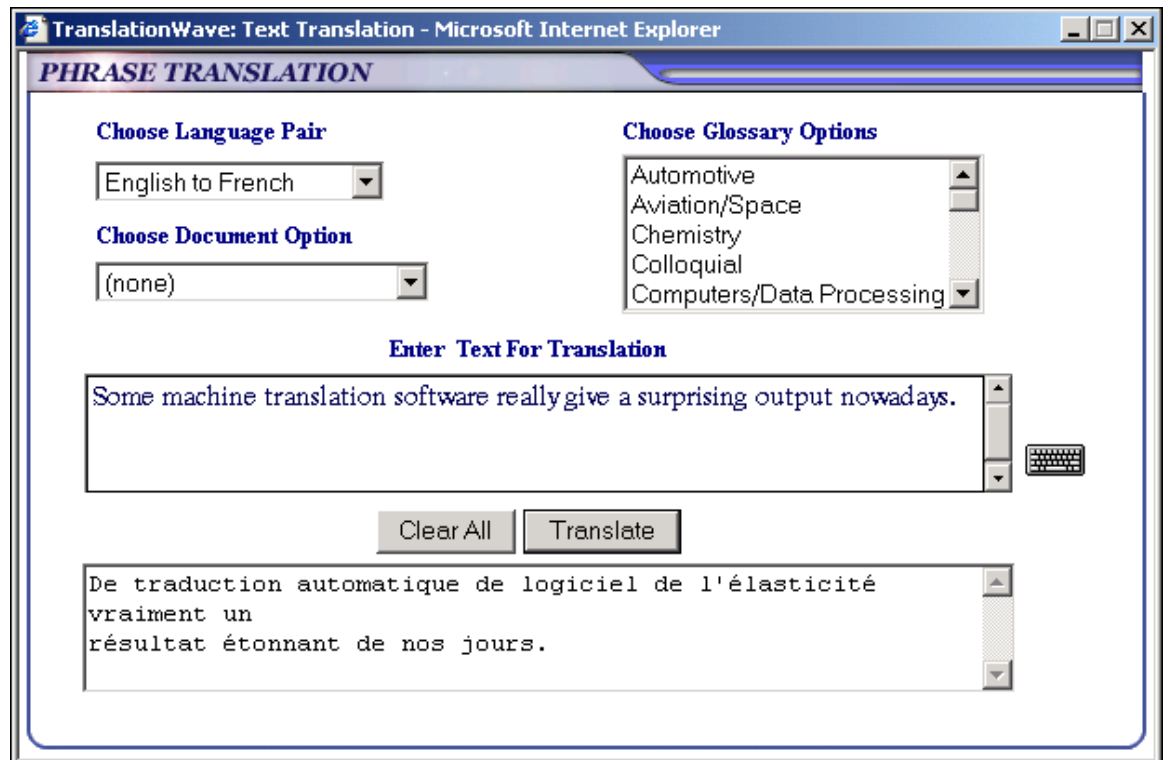 TranslationWave: Text Translation - Microsoft Internet Explorer
PHRASE TRANSLATION
Choose Language Pair
English to French
Choose Document Option
(none)
Choose Glossary Options
Automotive
Aviation/Space
Chemistry
Colloquial
Computers/Data Processing
Enter Text For Translation
Some machine translation software really give a surprising output nowadays.
Clear All
Translate
De traduction automatique de logiciel de l'élasticité
vraiment un
résultat étonnant de nos jours.